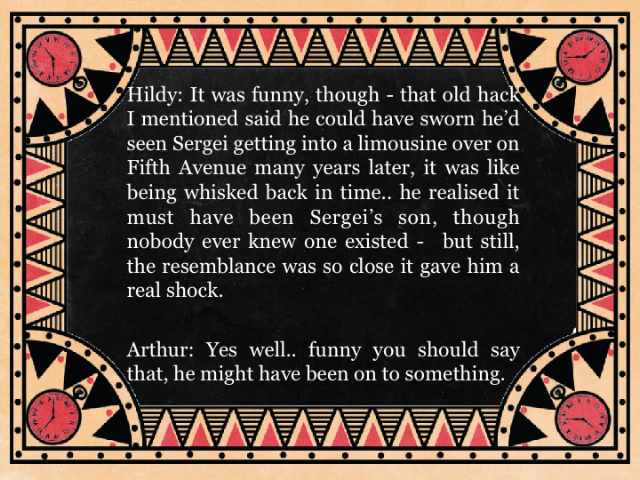 Hildy: It was funny, though - that old hack
I mentioned said he could have sworn he’d
seen Sergei getting into a limousine over on
Fifth Avenue many years later, it was like
being whisked back in time.. he realised it
must have been Sergei’s son, though
nobody ever knew one existed - but still,
the resemblance was so close it gave him a
real shock.
Arthur: Yes well.. funny you should say
that, he might have been on to something.